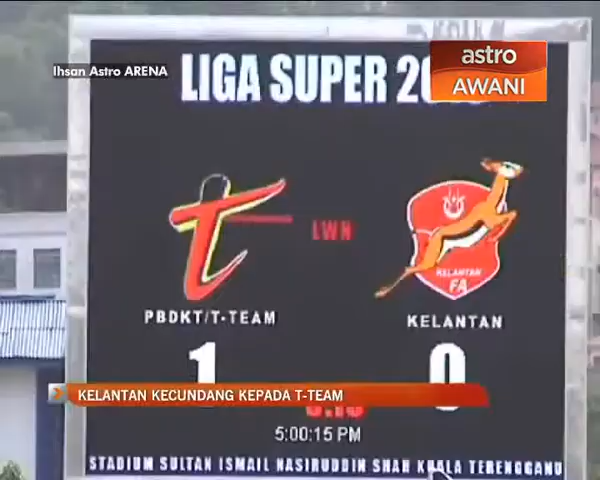 Ihsan Astro ARENA
astro
AWANI
LIGA SUPER
LWN
KELANTAN
FA
PBDKT/T-TEAM
KELANTAN
1
0
KELANTAN KECUNDANG KEPADA T-TEAM
5:00:15 PM
STADIUM SULTAN ISMAIL NASIRUDDIN SHAH KUALA TERENGGANU